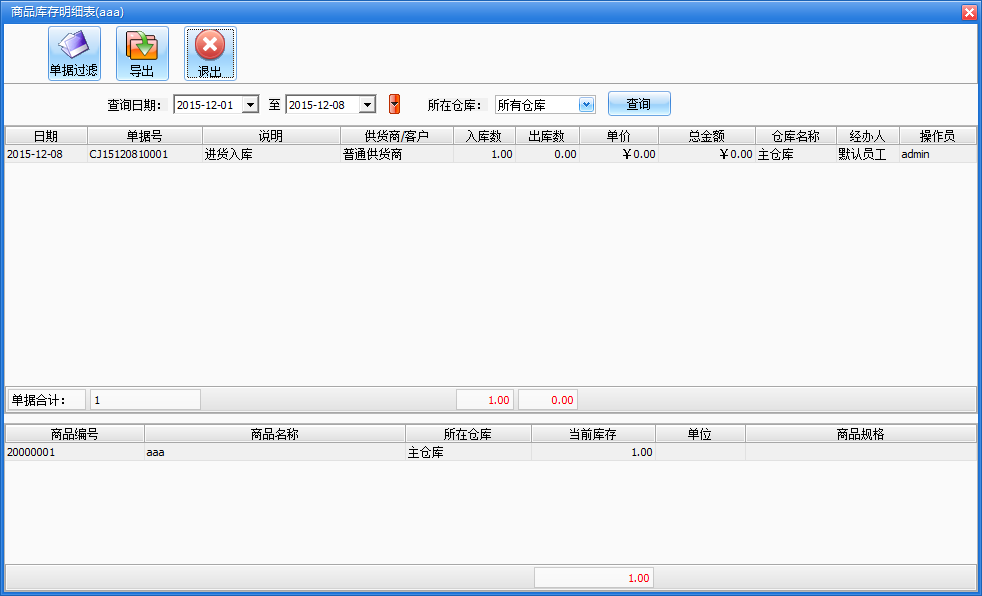 商品库存明细表(aaa)
单据过滤 导出 退出
查询日期： 2015-12-01 至 2015-12-08 所在仓库： 所有仓库 查询
日期 单据号 说明 供货商/客户 入库数 出库数 单价 总金额 仓库名称 经办人 操作员
2015-12-08 CJ15120810001 进货入库 普通供货商 1.00 0.00 ￥0.00 ￥0.00 主仓库 默认员工 admin
单据合计： 1 1.00 0.00
商品编号 商品名称 所在仓库 当前库存 单位 商品规格
20000001 aaa 主仓库 1.00
1.00